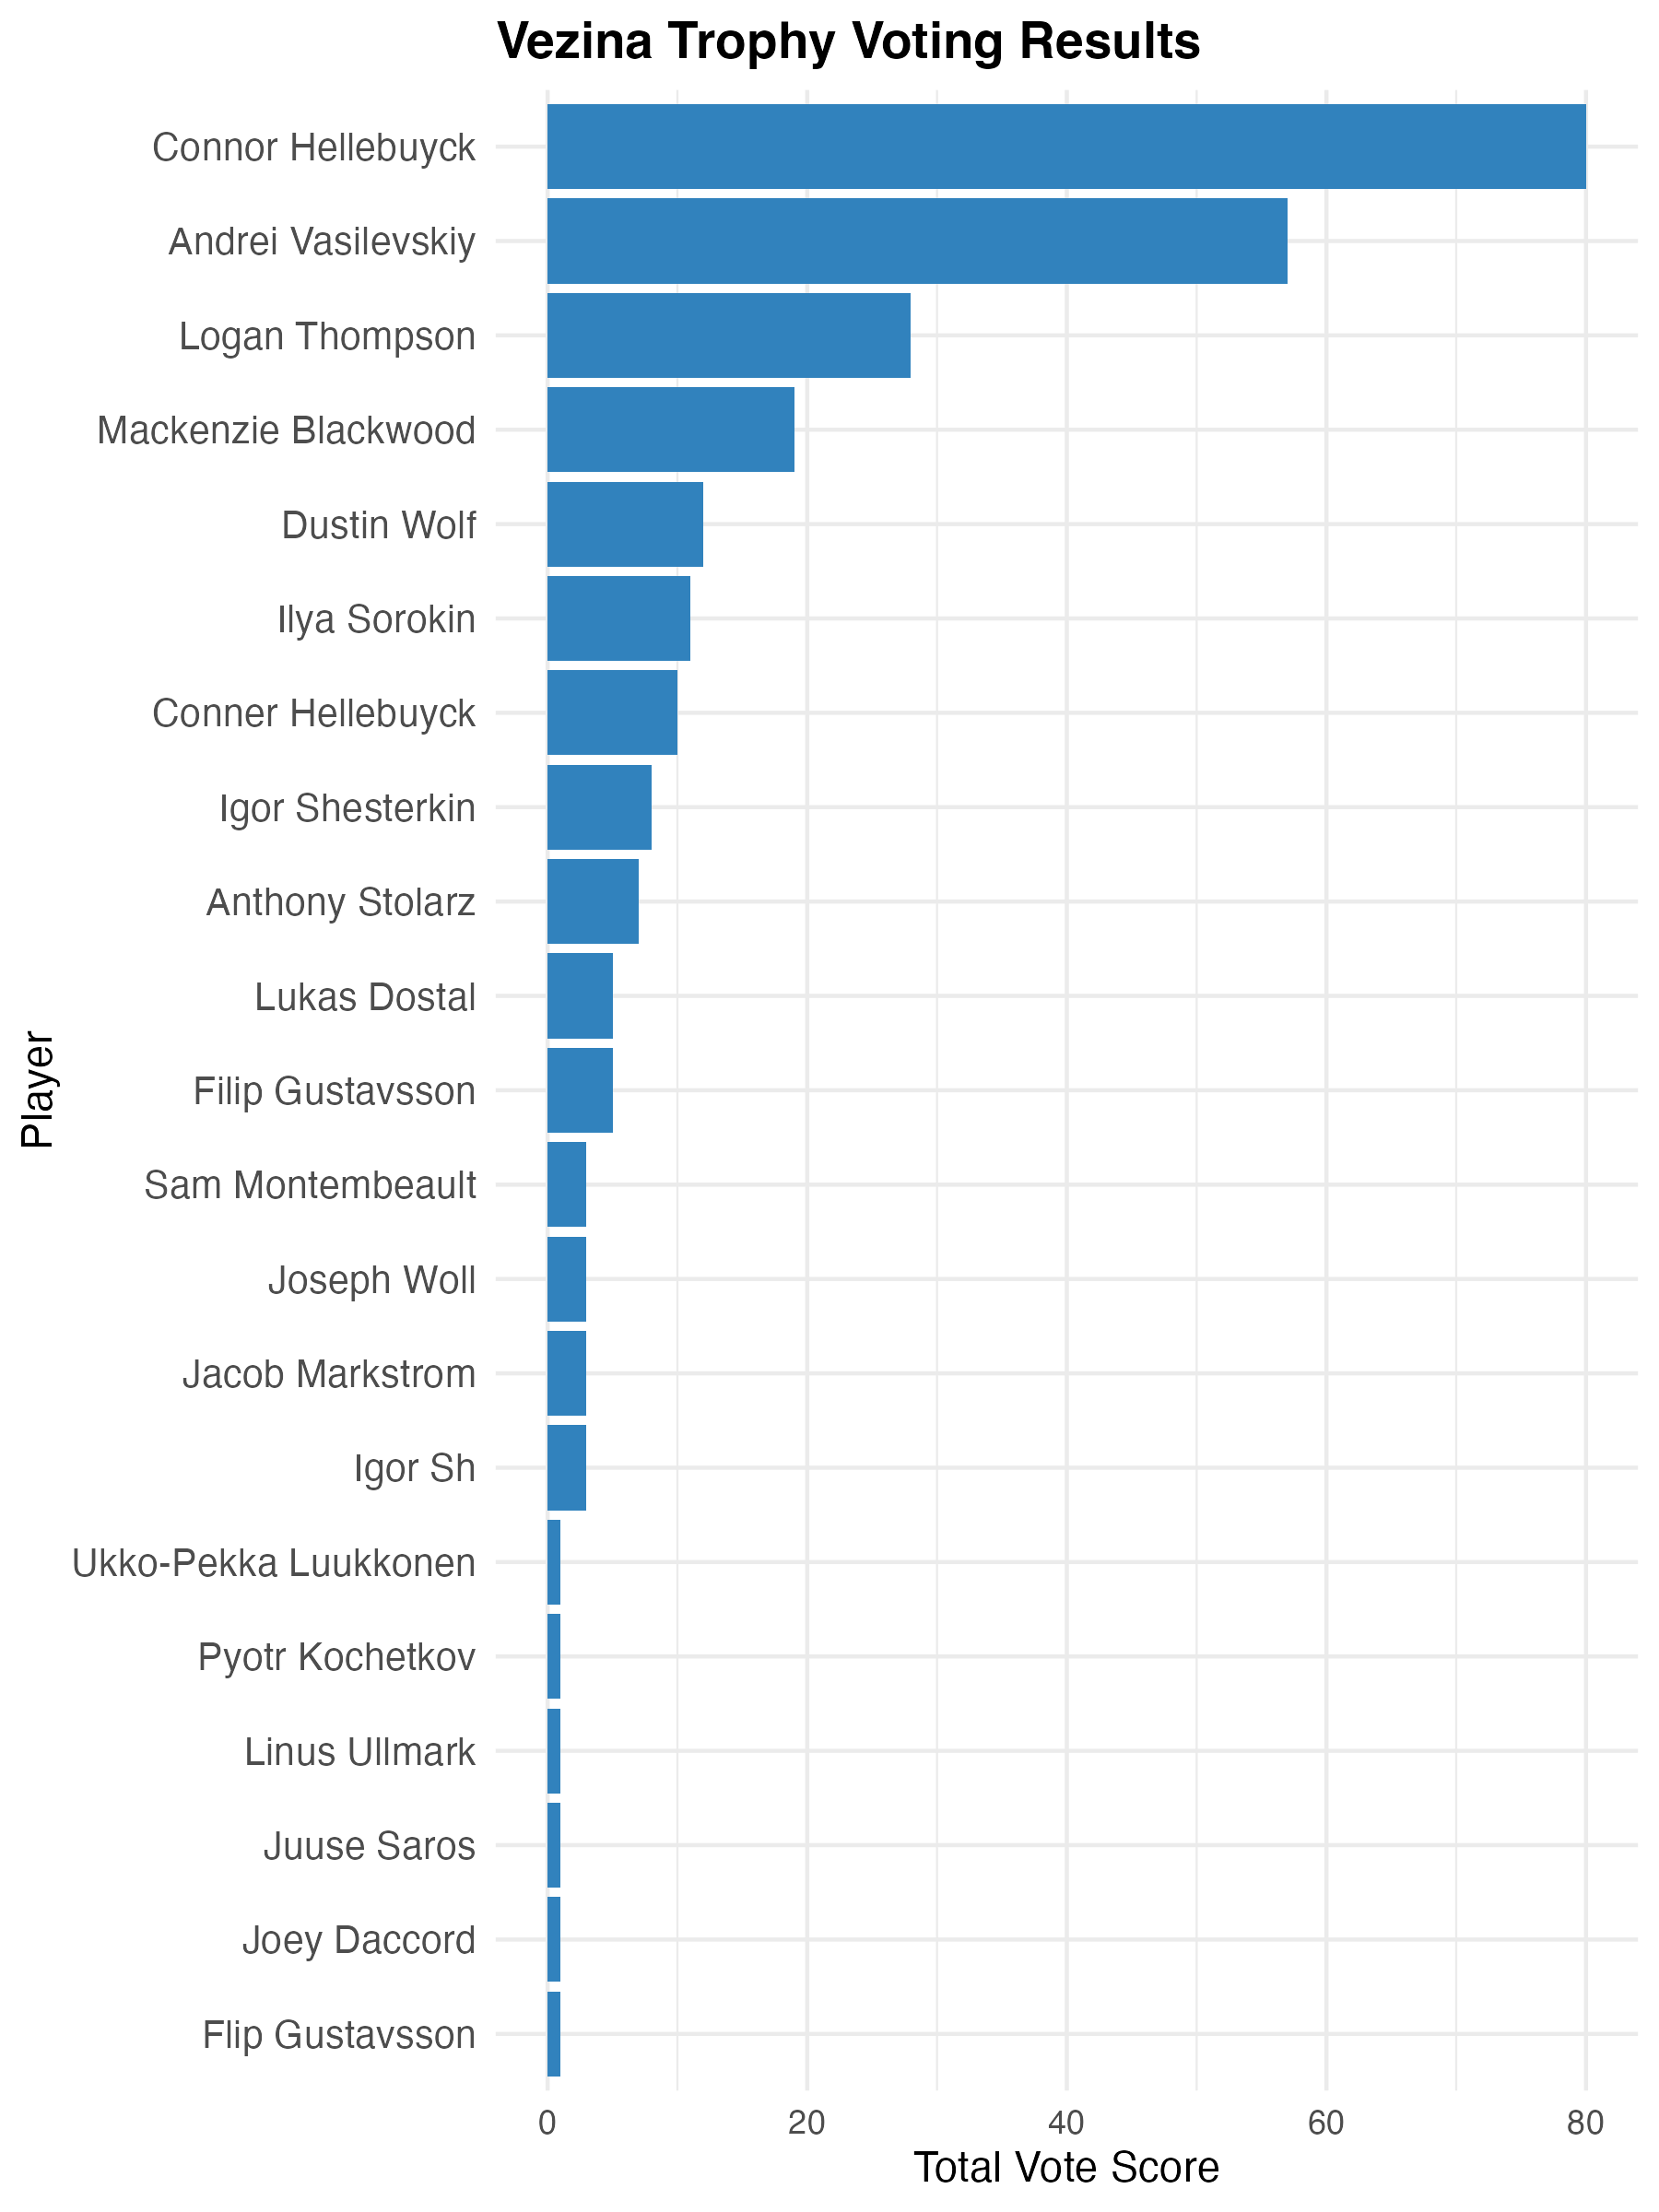 Vezina Trophy Voting Results
Player
Connor Hellebuyck
Andrei Vasilevskiy
Logan Thompson
Mackenzie Blackwood
Dustin Wolf
Ilya Sorokin
Conner Hellebuyck
Igor Shesterkin
Anthony Stolarz
Lukas Dostal
Filip Gustavsson
Sam Montembeault
Joseph Woll
Jacob Markstrom
Igor Sh
Ukko-Pekka Luukkonen
Pyotr Kochetkov
Linus Ullmark
Juuse Saros
Joey Daccord
Flip Gustavsson
0 20 40 60 80
Total Vote Score